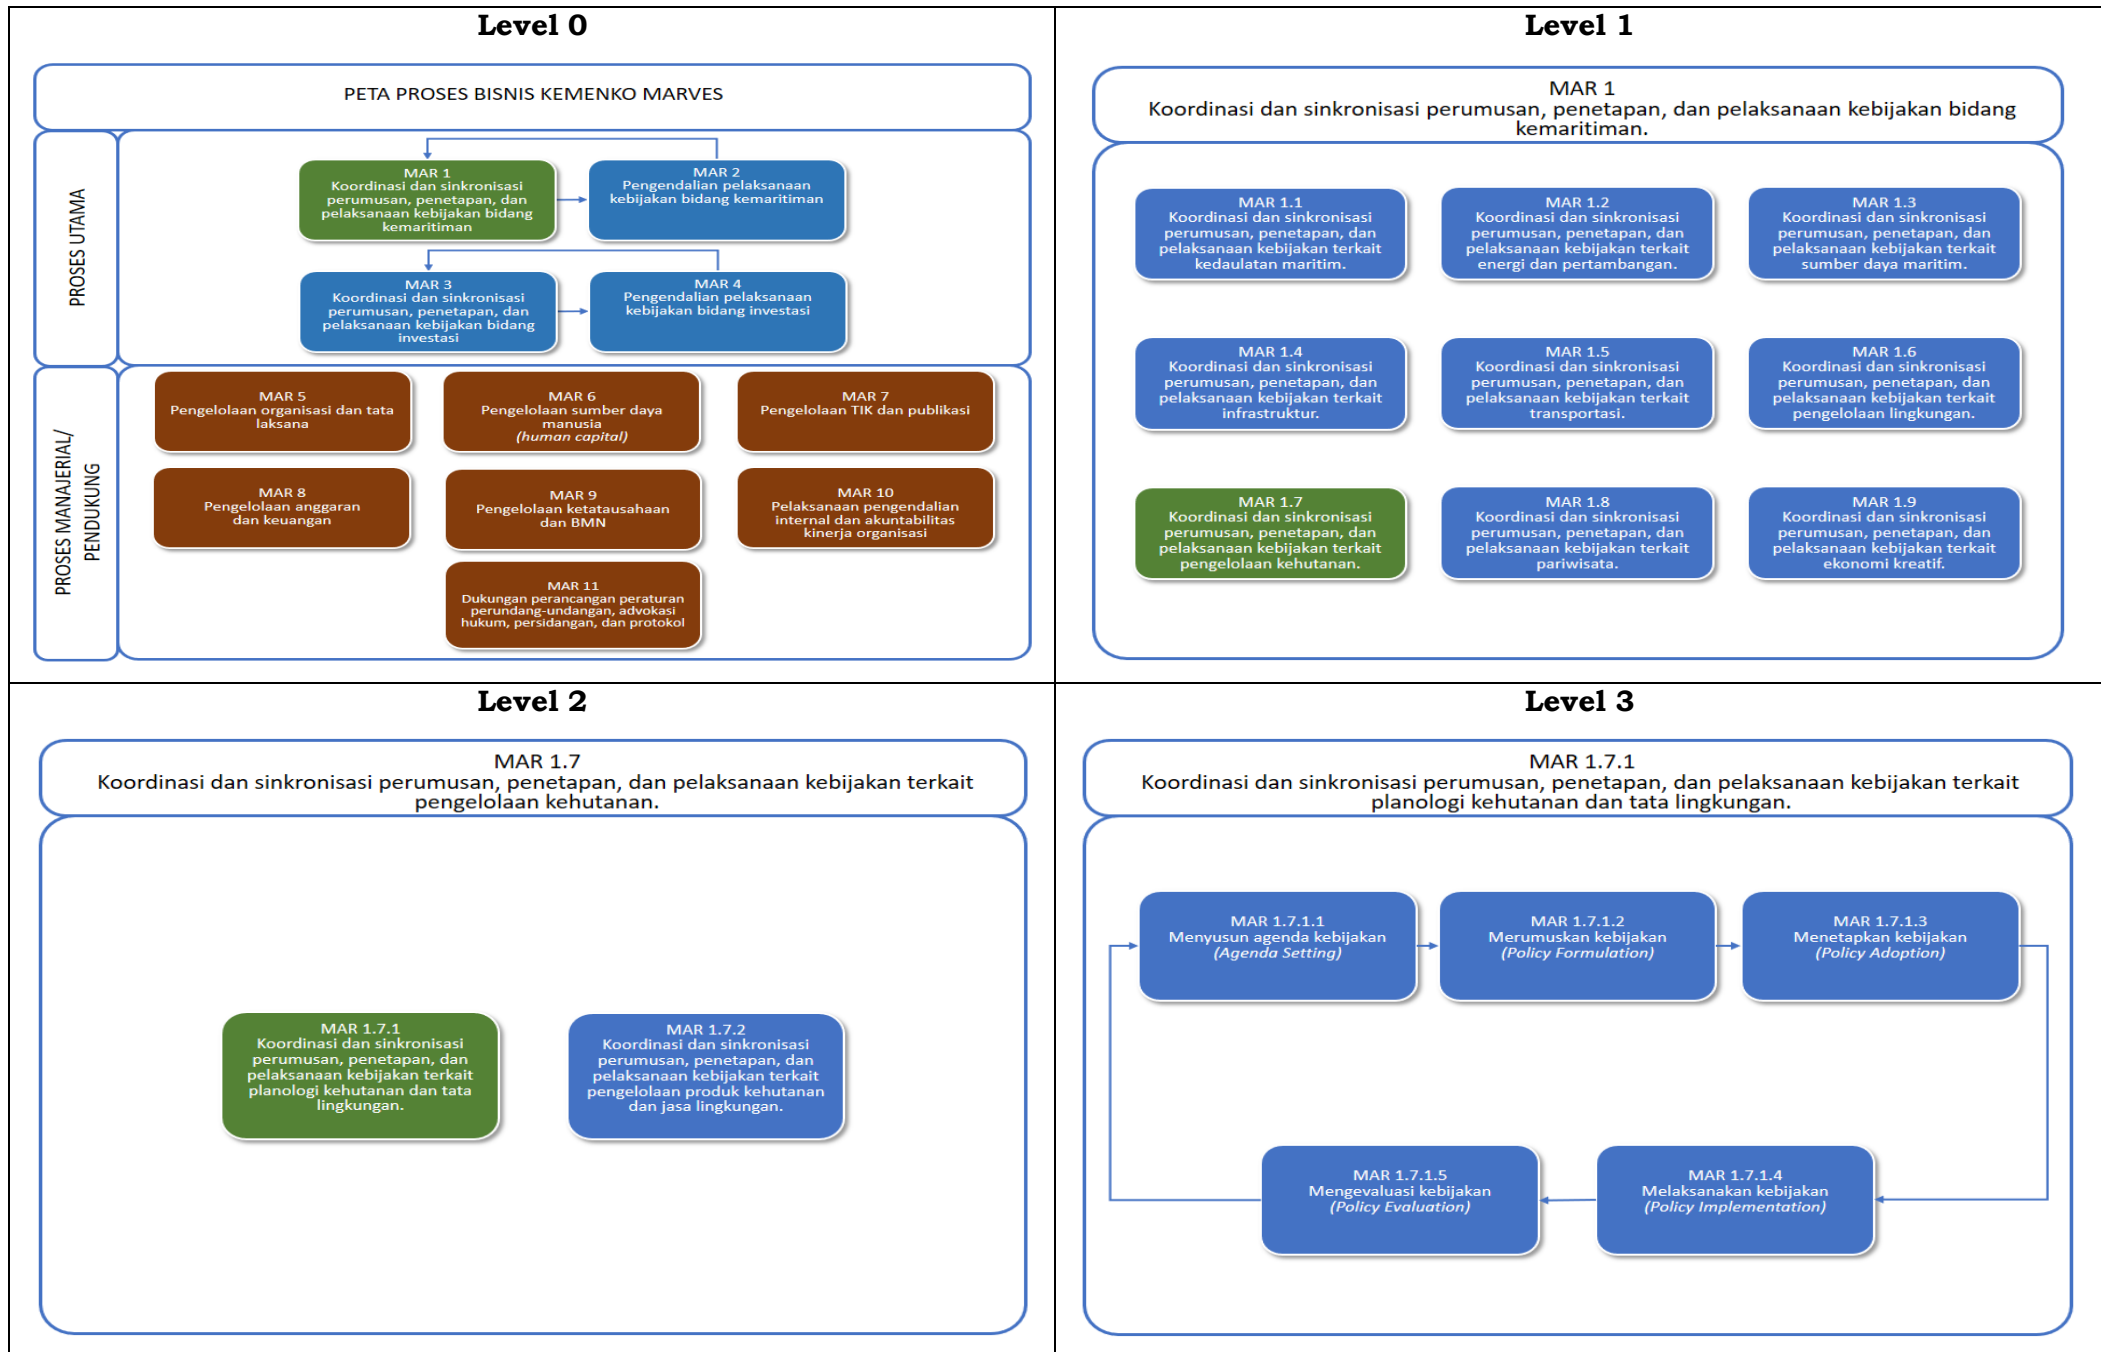 Level 0
PETA PROSES BISNIS KEMENKO MARVES
PROSES UTAMA
MAR 1
Koordinasi dan sinkronisasi
perumusan, penetapan, dan
pelaksanaan kebijakan bidang
kemaritiman
MAR 2
Pengendalian pelaksanaan
kebijakan bidang kemaritiman
MAR 3
Koordinasi dan sinkronisasi
perumusan, penetapan, dan
pelaksanaan kebijakan bidang
investasi
MAR 4
Pengendalian pelaksanaan
kebijakan bidang investasi
PROSES MANAJERIAL/
PENDUKUNG
MAR 5
Pengelolaan organisasi dan tata
laksana
MAR 6
Pengelolaan sumber daya
manusia
(human capital)
MAR 7
Pengelolaan TIK dan publikasi
MAR 8
Pengelolaan anggaran
dan keuangan
MAR 9
Pengelolaan ketatausahaan
dan BMN
MAR 10
Pelaksanaan pengendalian
internal dan akuntabilitas
kinerja organisasi
MAR 11
Dukungan perancangan peraturan
perundang-undangan, advokasi
hukum, persidangan, dan protokol
Level 1
MAR 1
Koordinasi dan sinkronisasi perumusan, penetapan, dan pelaksanaan kebijakan bidang
kemaritiman.
MAR 1.1
Koordinasi dan sinkronisasi
perumusan, penetapan, dan
pelaksanaan kebijakan terkait
kedaulatan maritim.
MAR 1.2
Koordinasi dan sinkronisasi
perumusan, penetapan, dan
pelaksanaan kebijakan terkait
energi dan pertambangan.
MAR 1.3
Koordinasi dan sinkronisasi
perumusan, penetapan, dan
pelaksanaan kebijakan terkait
sumber daya maritim.
MAR 1.4
Koordinasi dan sinkronisasi
perumusan, penetapan, dan
pelaksanaan kebijakan terkait
infrastruktur.
MAR 1.5
Koordinasi dan sinkronisasi
perumusan, penetapan, dan
pelaksanaan kebijakan terkait
transportasi.
MAR 1.6
Koordinasi dan sinkronisasi
perumusan, penetapan, dan
pelaksanaan kebijakan terkait
pengelolaan lingkungan.
MAR 1.7
Koordinasi dan sinkronisasi
perumusan, penetapan, dan
pelaksanaan kebijakan terkait
pengelolaan kehutanan.
MAR 1.8
Koordinasi dan sinkronisasi
perumusan, penetapan, dan
pelaksanaan kebijakan terkait
pariwisata.
MAR 1.9
Koordinasi dan sinkronisasi
perumusan, penetapan, dan
pelaksanaan kebijakan terkait
ekonomi kreatif.
Level 2
MAR 1.7
Koordinasi dan sinkronisasi perumusan, penetapan, dan pelaksanaan kebijakan terkait
pengelolaan kehutanan.
MAR 1.7.1
Koordinasi dan sinkronisasi
perumusan, penetapan, dan
pelaksanaan kebijakan terkait
planologi kehutanan dan tata
lingkungan.
MAR 1.7.2
Koordinasi dan sinkronisasi
perumusan, penetapan, dan
pelaksanaan kebijakan terkait
pengelolaan produk kehutanan
dan jasa lingkungan.
Level 3
MAR 1.7.1
Koordinasi dan sinkronisasi perumusan, penetapan, dan pelaksanaan kebijakan terkait
planologi kehutanan dan tata lingkungan.
MAR 1.7.1.1
Menyusun agenda kebijakan
(Agenda Setting)
MAR 1.7.1.2
Merumuskan kebijakan
(Policy Formulation)
MAR 1.7.1.3
Menetapkan kebijakan
(Policy Adoption)
MAR 1.7.1.5
Mengevaluasi kebijakan
(Policy Evaluation)
MAR 1.7.1.4
Melaksanakan kebijakan
(Policy Implementation)